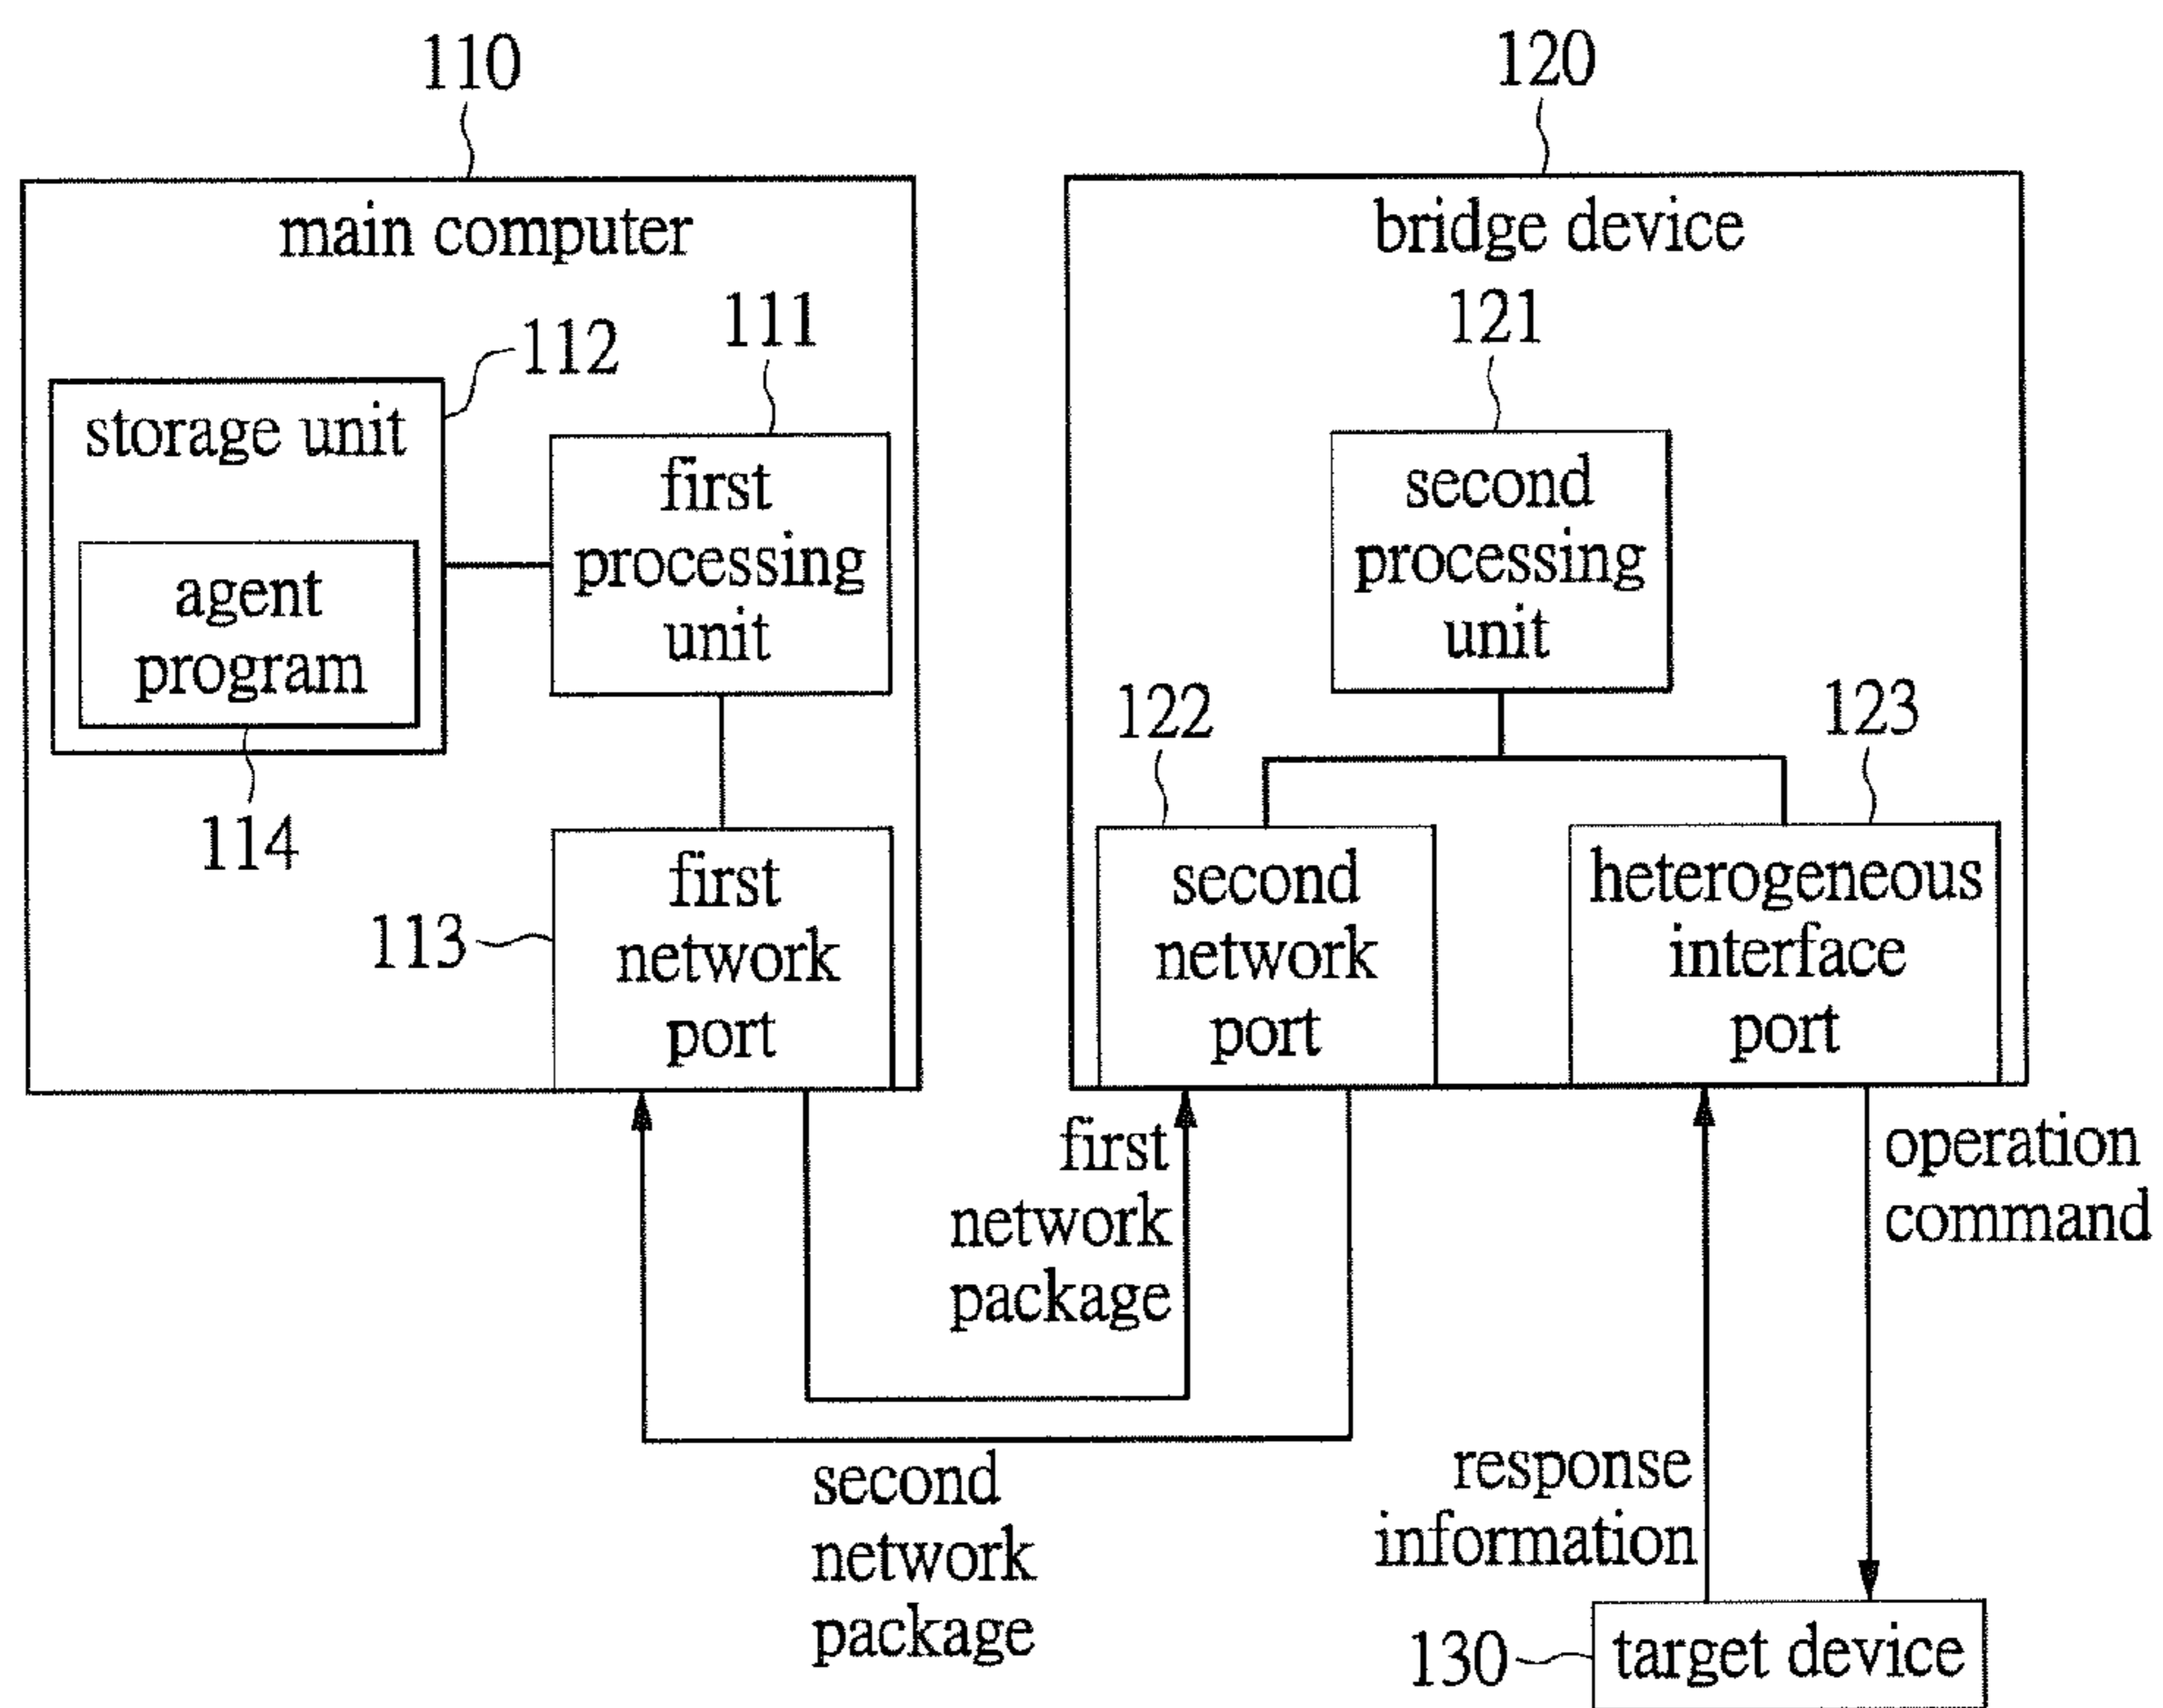 110
120
main computer
bridge device
112
111
121
storage unit
first
processing
unit
second
processing
unit
agent
program
114
122
123
113
first
network
port
second
network
port
heterogeneous
interface
port
first
network
package
operation
command
second
network
package
response
information
130
target device